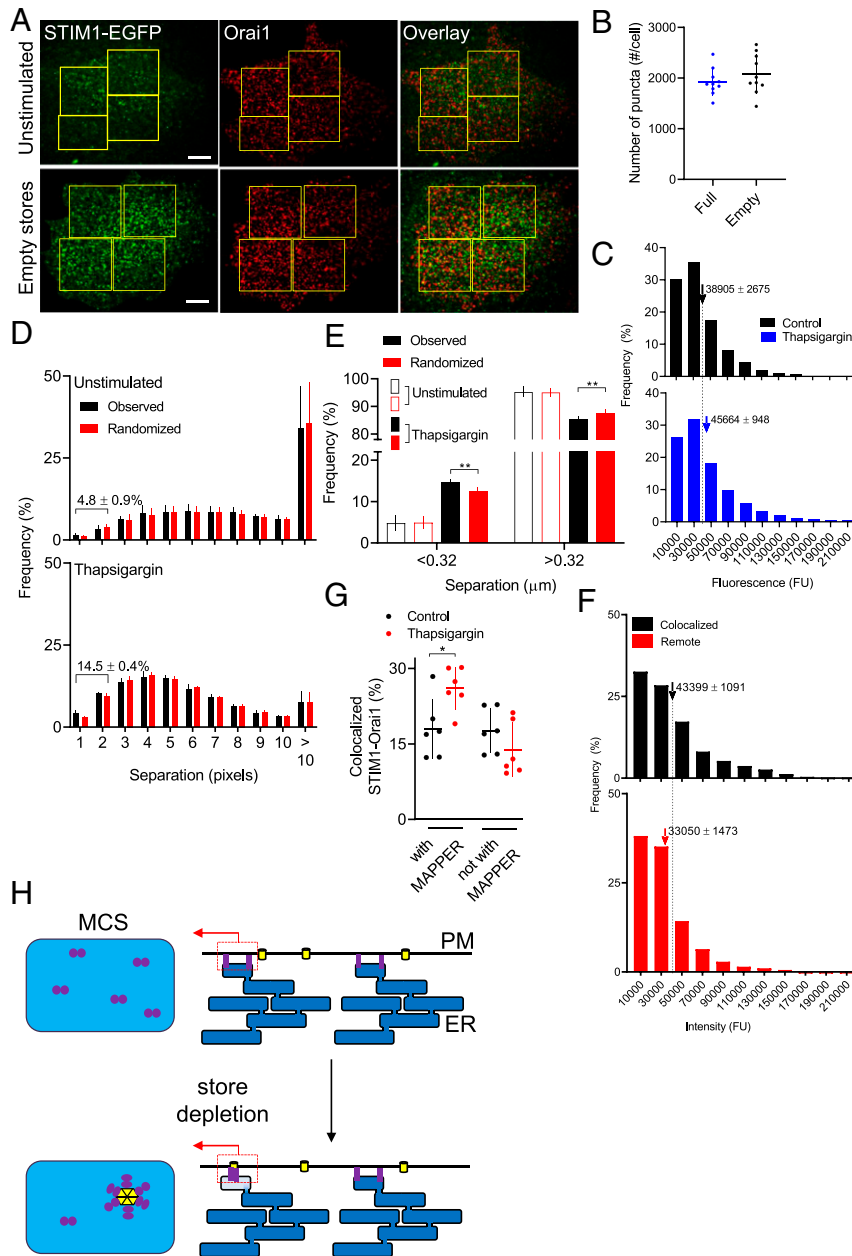 A
STIM1-EGFP
Orai1
Overlay
Unstimulated
Empty stores
B
Number of puncta (#/cell)
3000
2000
1000
0
Full
Empty
C
Frequency (%)
40
30
20
10
0
38905 ± 2675
Control
Thapsigargin
40
30
20
10
0
45664 ± 948
10000
30000
50000
70000
90000
110000
130000
150000
170000
190000
210000
Fluorescence (FU)
D
Frequency (%)
50
25
0
Unstimulated
Observed
Randomized
4.8 ± 0.9%
50
25
0
Thapsigargin
14.5 ± 0.4%
1 2 3 4 5 6 7 8 9 10 > 10
Separation (pixels)
E
Observed
Randomized
Unstimulated
Thapsigargin
Frequency (%)
100
90
80
20
10
0
**
**
<0.32
>0.32
Separation (μm)
F
Colocalized
Remote
Frequency (%)
50
25
0
43399 ± 1091
50
25
0
33050 ± 1473
10000
30000
50000
70000
90000
110000
130000
150000
170000
190000
210000
Intensity (FU)
G
Control
Thapsigargin
Colocalized
STIM1-Orai1 (%)
30
15
0
*
with
MAPPER
not with
MAPPER
H
MCS
PM
ER
store
depletion